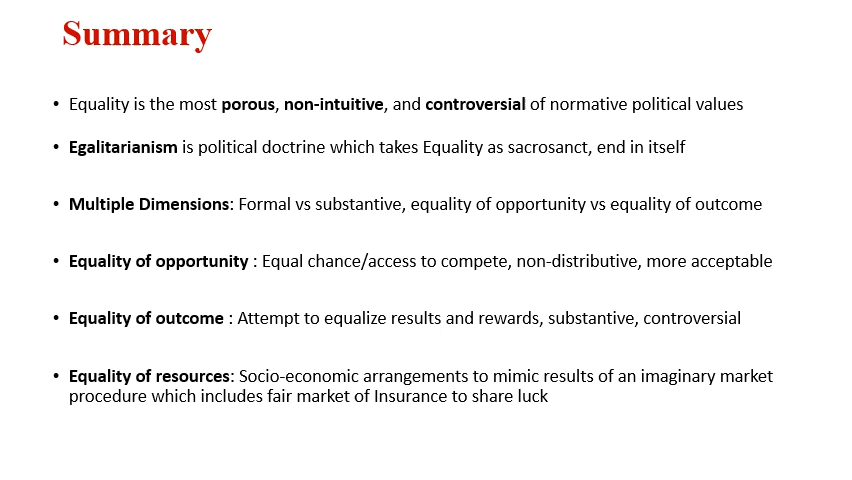 Summary
• Equality is the most porous, non-intuitive, and controversial of normative political values
• Egalitarianism is political doctrine which takes Equality as sacrosanct, end in itself
• Multiple Dimensions: Formal vs substantive, equality of opportunity vs equality of outcome
• Equality of opportunity : Equal chance/access to compete, non-distributive, more acceptable
• Equality of outcome : Attempt to equalize results and rewards, substantive, controversial
• Equality of resources: Socio-economic arrangements to mimic results of an imaginary market
procedure which includes fair market of Insurance to share luck